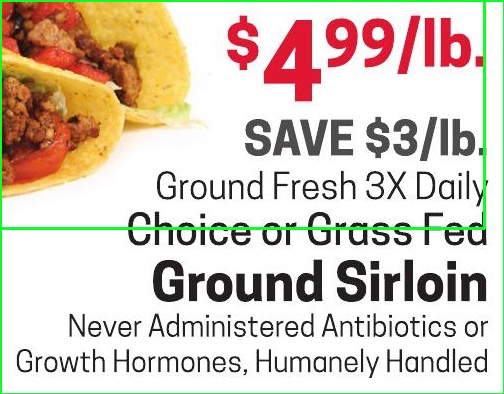 $4.99/lb.
SAVE $3/lb.
Ground Fresh 3X Daily
Choice or Grass Fed
Ground Sirloin
Never Administered Antibiotics or
Growth Hormones, Humanely Handled